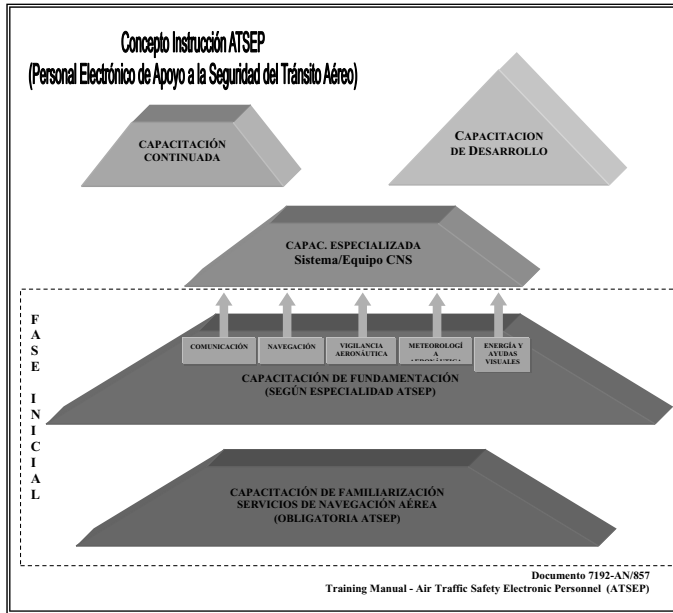 Concepto Instrucción ATSEP
(Personal Electrónico de Apoyo a la Seguridad del Tránsito Aéreo)
CAPACITACIÓN
CONTINUADA
CAPACITACION
DE DESARROLLO
CAPAC. ESPECIALIZADA
Sistema/Equipo CNS
FASE INICIAL
COMUNICACIÓN
NAVEGACIÓN
VIGILANCIA
AERONÁUTICA
METEOROLOGÍ
A
AERONÁUTICA
ENERGÍA Y
AYUDAS
VISUALES
CAPACITACIÓN DE FUNDAMENTACIÓN
(SEGÚN ESPECIALIDAD ATSEP)
CAPACITACIÓN DE FAMILIARIZACIÓN
SERVICIOS DE NAVEGACIÓN AÉREA
(OBLIGATORIA ATSEP)
Documento 7192-AN/857
Training Manual - Air Traffic Safety Electronic Personnel (ATSEP)